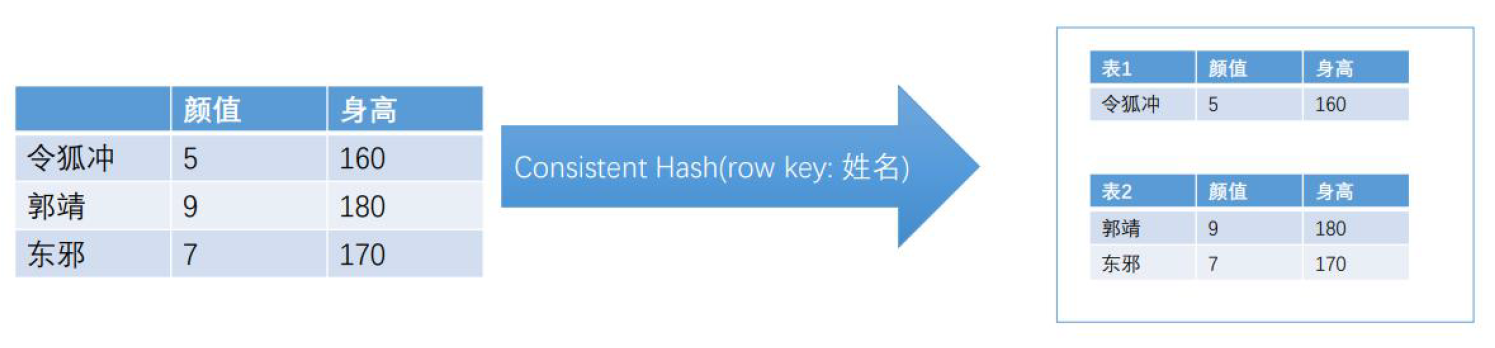 颜值 身高
令狐冲 5 160
郭靖 9 180
东邪 7 170
Consistent Hash(row key: 姓名)
表1 颜值 身高
令狐冲 5 160
表2 颜值 身高
郭靖 9 180
东邪 7 170